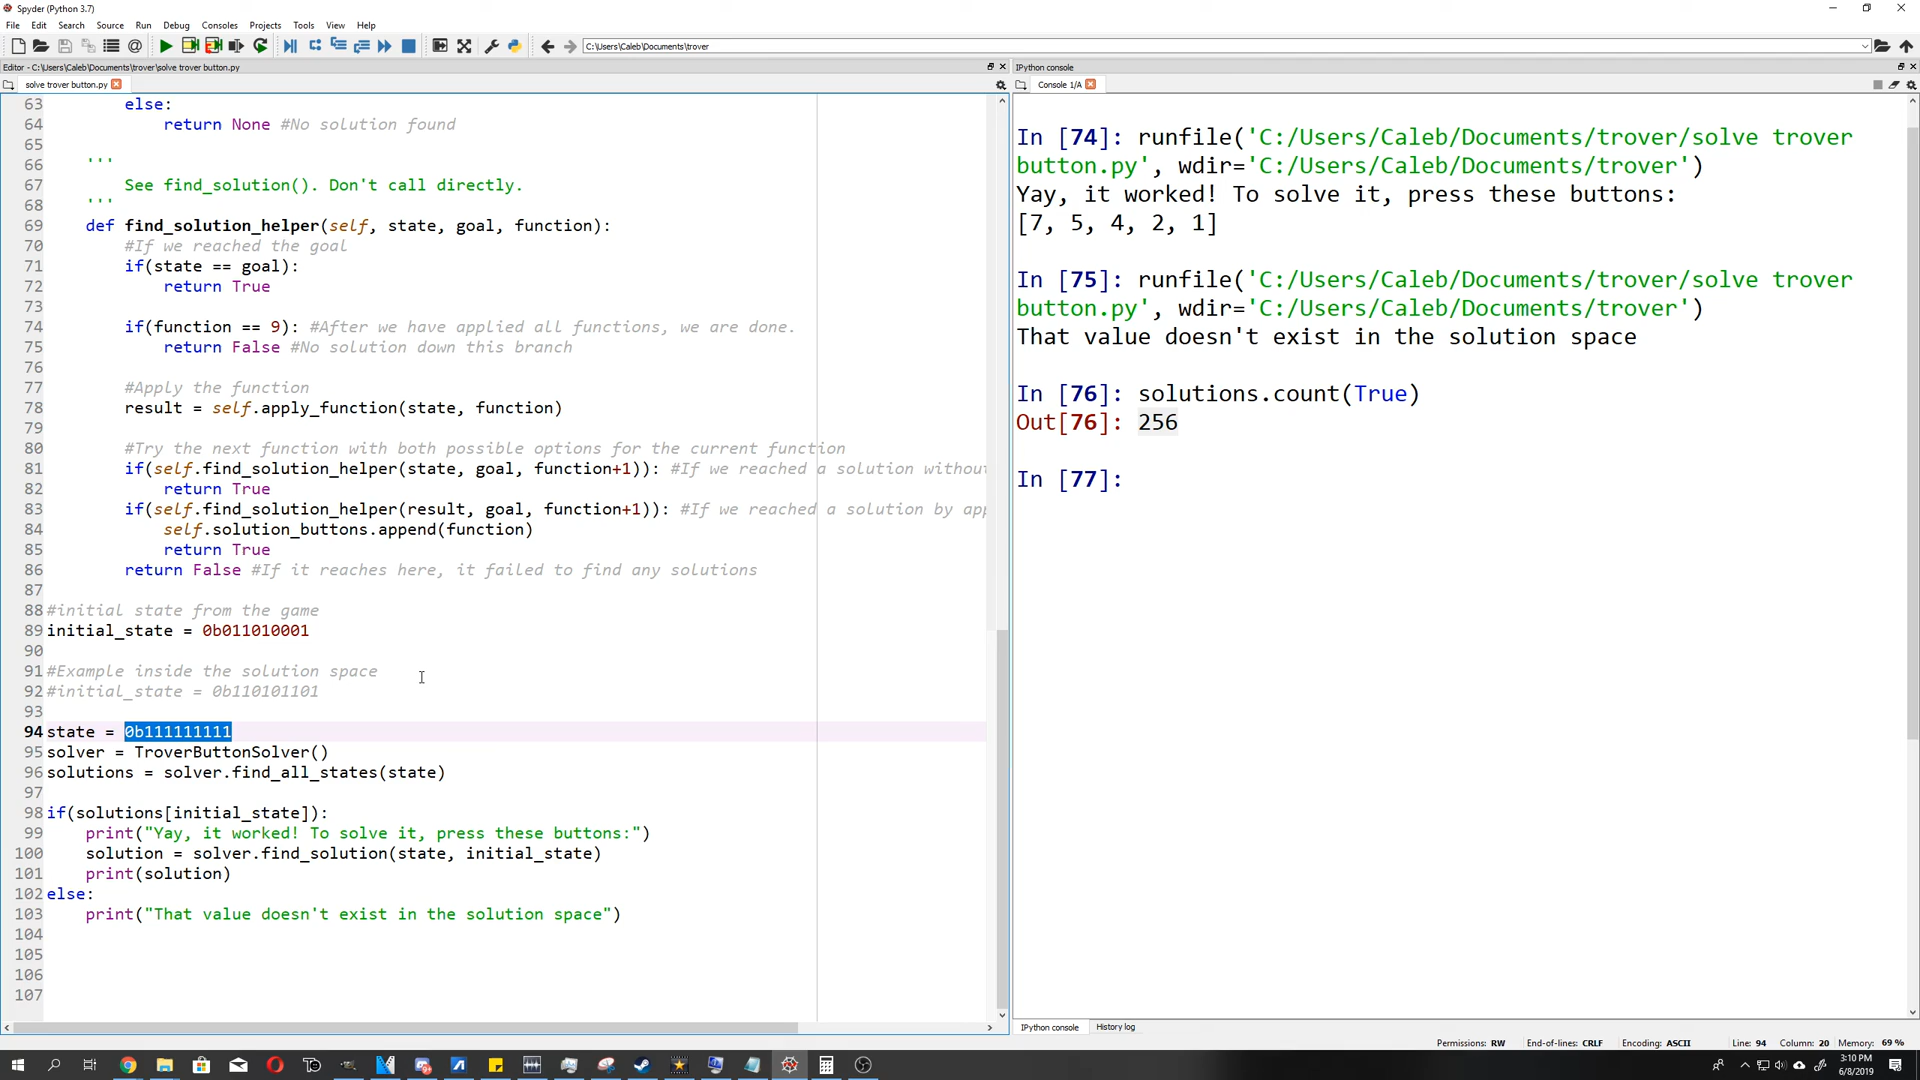 Spyder (Python 3.7)
File Edit Search Source Run Debug Consoles Projects Tools View Help
C:\Users\Caleb\Documents\trover
Editor - C:\Users\Caleb\Documents\trover\solve trover button.py
solve trover button.py
63 else:
64 return None #No solution found
65
66 '''
67 See find_solution(). Don't call directly.
68 '''
69 def find_solution_helper(self, state, goal, function):
70 #If we reached the goal
71 if(state == goal):
72 return True
73
74 if(function == 9): #After we have applied all functions, we are done.
75 return False #No solution down this branch
76
77 #Apply the function
78 result = self.apply_function(state, function)
79
80 #Try the next function with both possible options for the current function
81 if(self.find_solution_helper(state, goal, function+1)): #If we reached a solution withou
82 return True
83 if(self.find_solution_helper(result, goal, function+1)): #If we reached a solution by ap
84 self.solution_buttons.append(function)
85 return True
86 return False #If it reaches here, it failed to find any solutions
87
88 #initial state from the game
89 initial_state = 0b011010001
90
91 #Example inside the solution space
92 #initial_state = 0b110101101
93
94 state = 0b111111111
95 solver = TroverButtonSolver()
96 solutions = solver.find_all_states(state)
97
98 if(solutions[initial_state]):
99 print("Yay, it worked! To solve it, press these buttons:")
100 solution = solver.find_solution(state, initial_state)
101 print(solution)
102 else:
103 print("That value doesn't exist in the solution space")
104
105
106
107
IPython console
Console 1/A
In [74]: runfile('C:/Users/Caleb/Documents/trover/solve trover
button.py', wdir='C:/Users/Caleb/Documents/trover')
Yay, it worked! To solve it, press these buttons:
[7, 5, 4, 2, 1]
In [75]: runfile('C:/Users/Caleb/Documents/trover/solve trover
button.py', wdir='C:/Users/Caleb/Documents/trover')
That value doesn't exist in the solution space
In [76]: solutions.count(True)
Out[76]: 256
In [77]:
IPython console History log
Permissions: RW End-of-lines: CRLF Encoding: ASCII Line: 94 Column: 20 Memory: 69 %
3:10 PM
6/8/2019